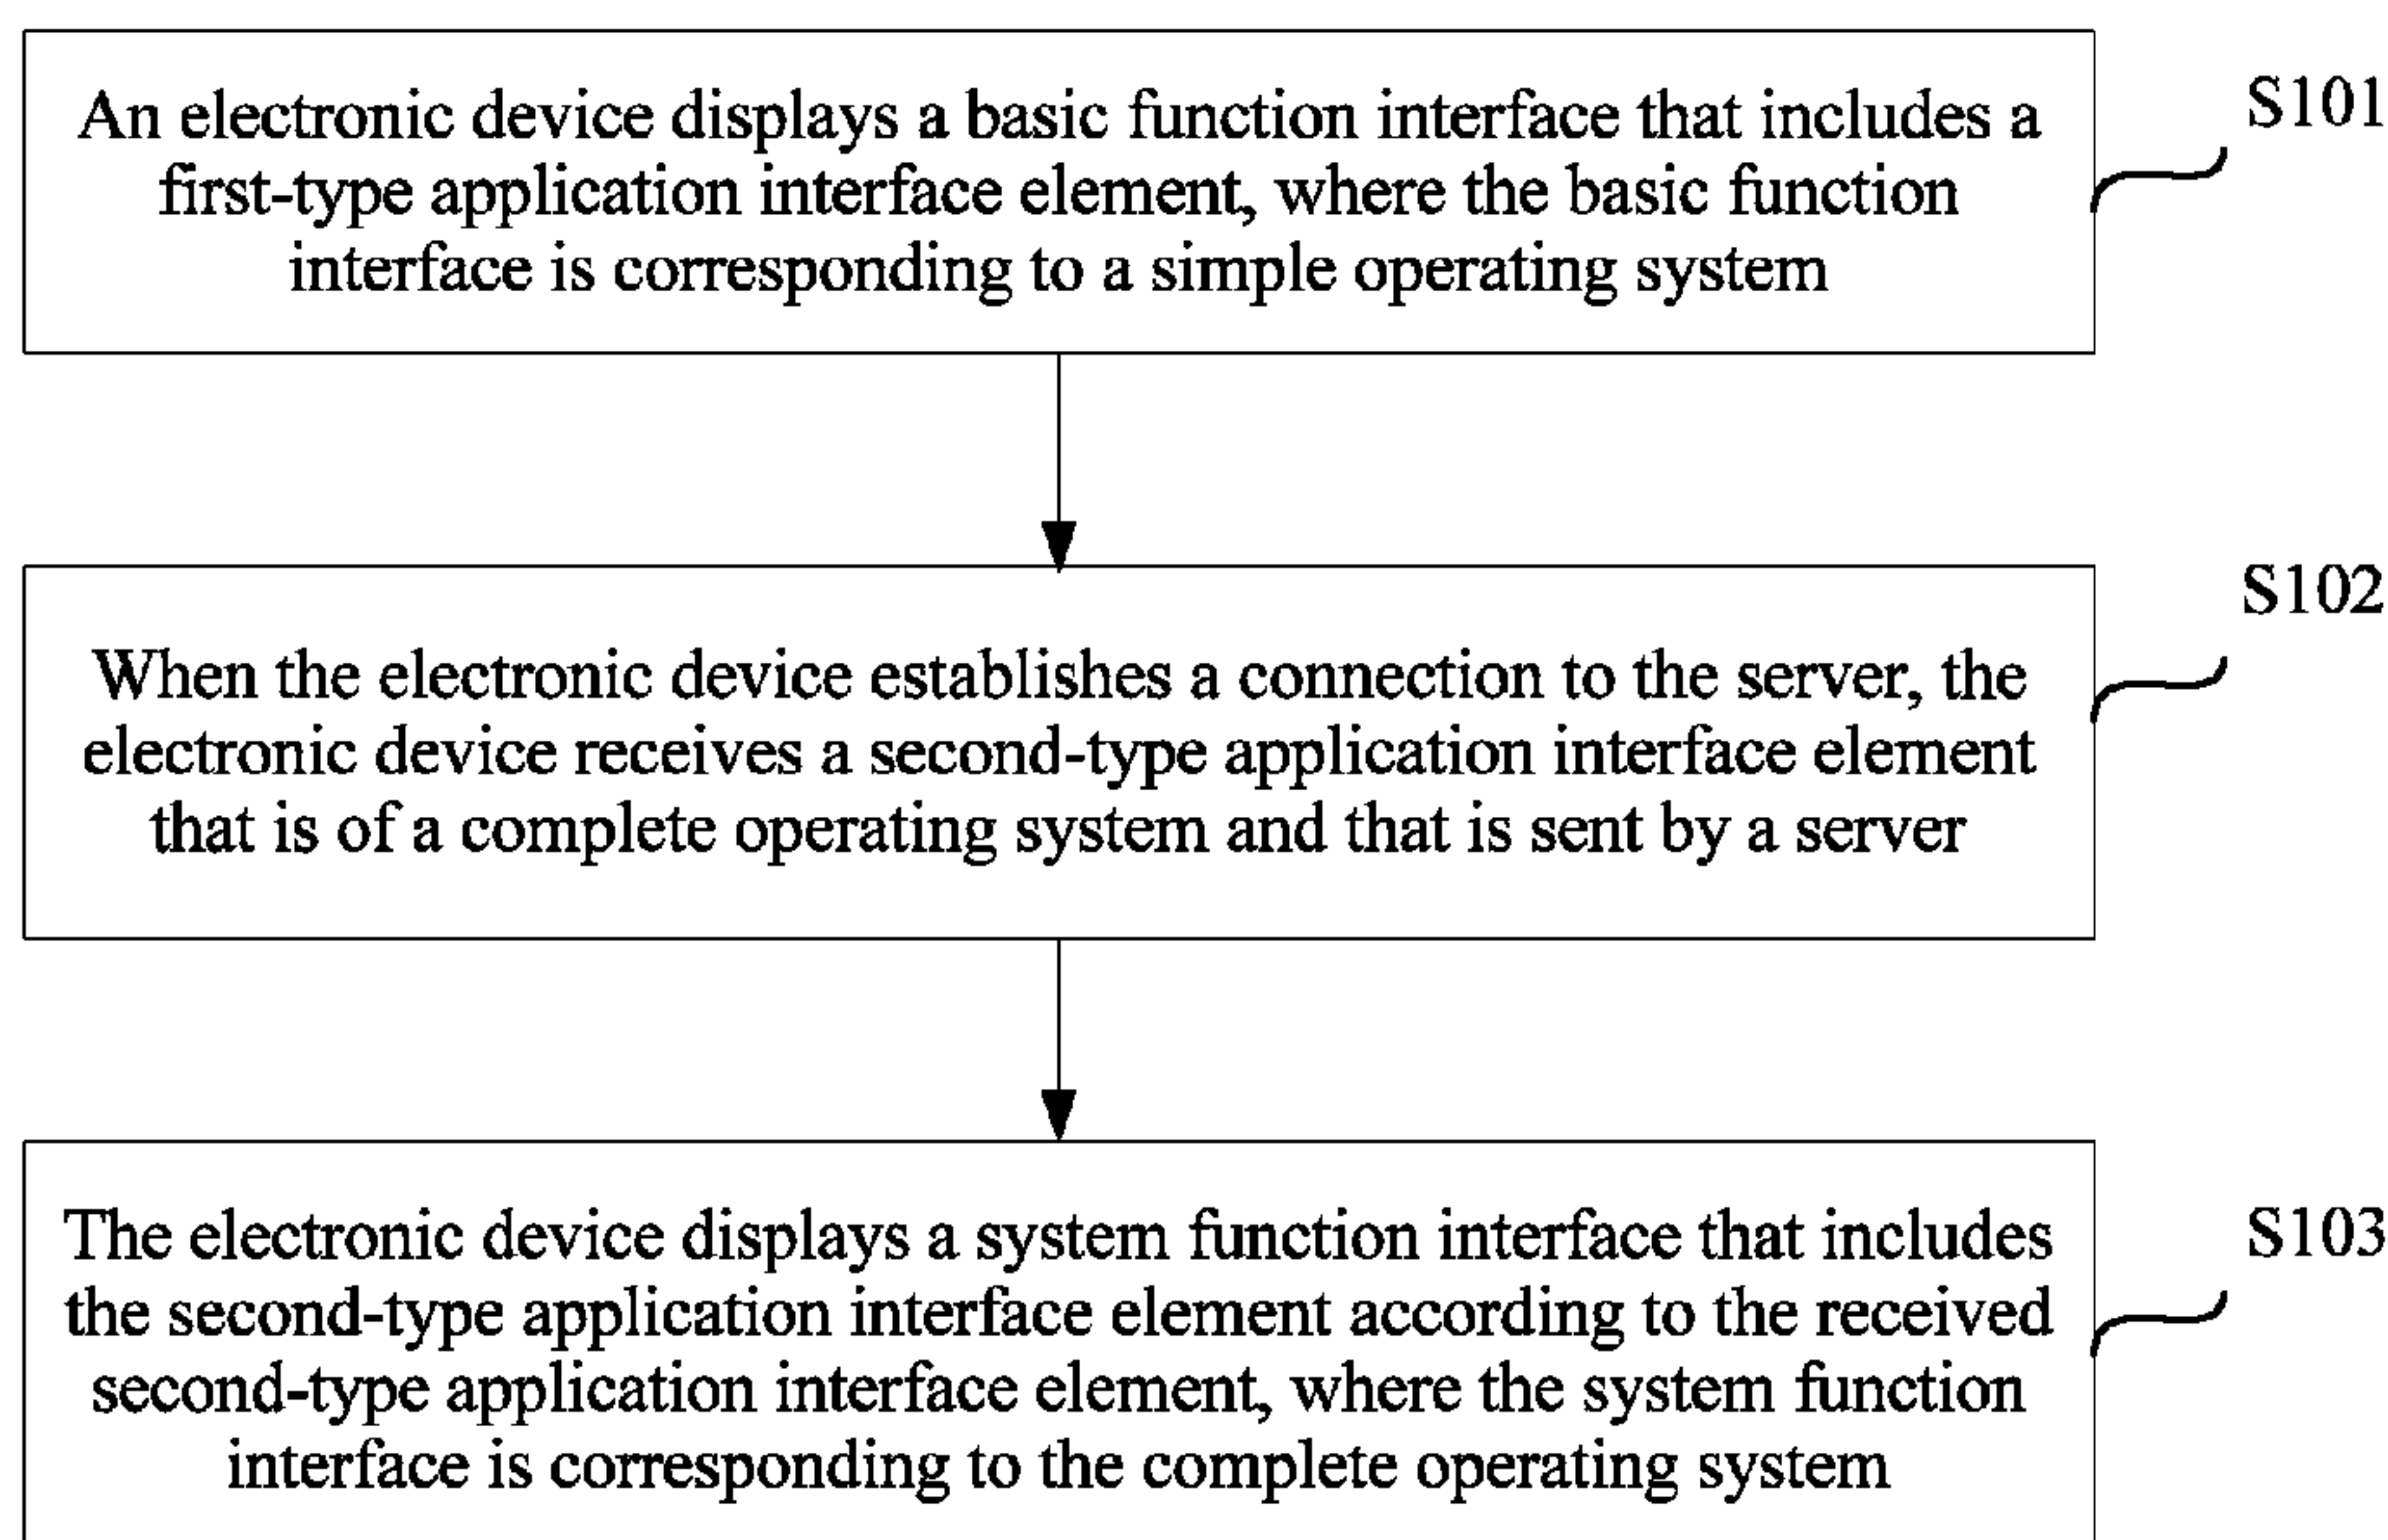 An electronic device displays a basic function interface that includes a
first-type application interface element, where the basic function
interface is corresponding to a simple operating system
S101
When the electronic device establishes a connection to the server, the
electronic device receives a second-type application interface element
that is of a complete operating system and that is sent by a server
S102
The electronic device displays a system function interface that includes
the second-type application interface element according to the received
second-type application interface element, where the system function
interface is corresponding to the complete operating system
S103